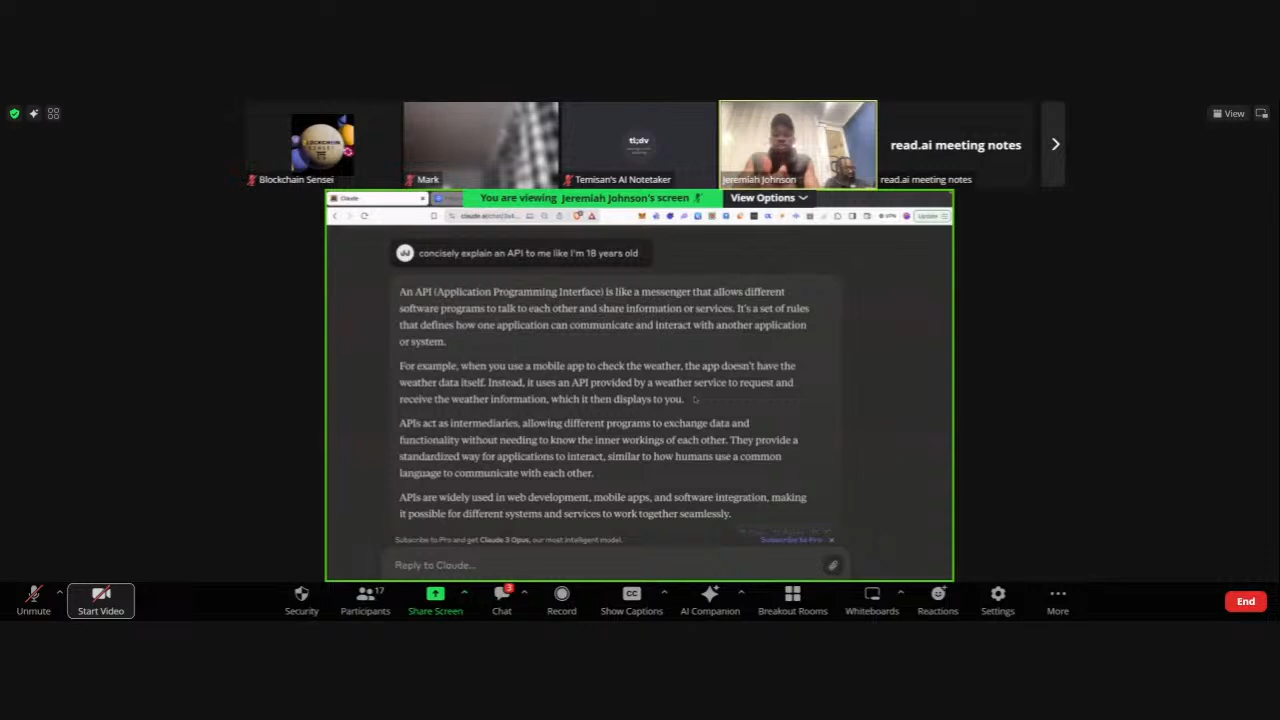 View
Blockchain Sensei
Mark
tl;dv
Temisan's AI Notetaker
Jeremiah Johnson
read.ai meeting notes
read.ai meeting notes
You are viewing Jeremiah Johnson's screen
View Options
Claude
Update
concisely explain an API to me like I'm 18 years old
An API (Application Programming Interface) is like a messenger that allows different
software programs to talk to each other and share information or services. It's a set of rules
that defines how one application can communicate and interact with another application
or system.
For example, when you use a mobile app to check the weather, the app doesn't have the
weather data itself. Instead, it uses an API provided by a weather service to request and
receive the weather information, which it then displays to you.
APIs act as intermediaries, allowing different programs to exchange data and
functionality without needing to know the inner workings of each other. They provide a
standardized way for applications to interact, similar to how humans use a common
language to communicate with each other.
APIs are widely used in web development, mobile apps, and software integration, making
it possible for different systems and services to work together seamlessly.
Subscribe to Pro and get Claude 3 Opus, our most intelligent model.
Subscribe to Pro
Reply to Claude...
Unmute
Start Video
Security
Participants 17
Share Screen
Chat 3
Record
CC Show Captions
AI Companion
Breakout Rooms
Whiteboards
Reactions
Settings
More
End